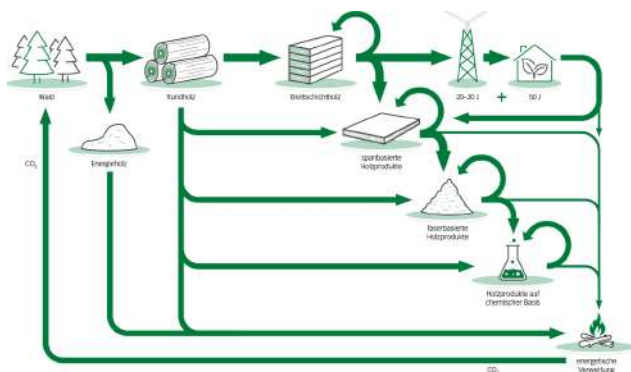 Wald
Rundholz
Brettschichtholz
20–30 J
+
50 J
Energieholz
CO₂
spanbasierte
Holzprodukte
faserbasierte
Holzprodukte
Holzprodukte auf
chemischer Basis
energetische
Verwertung
CO₂